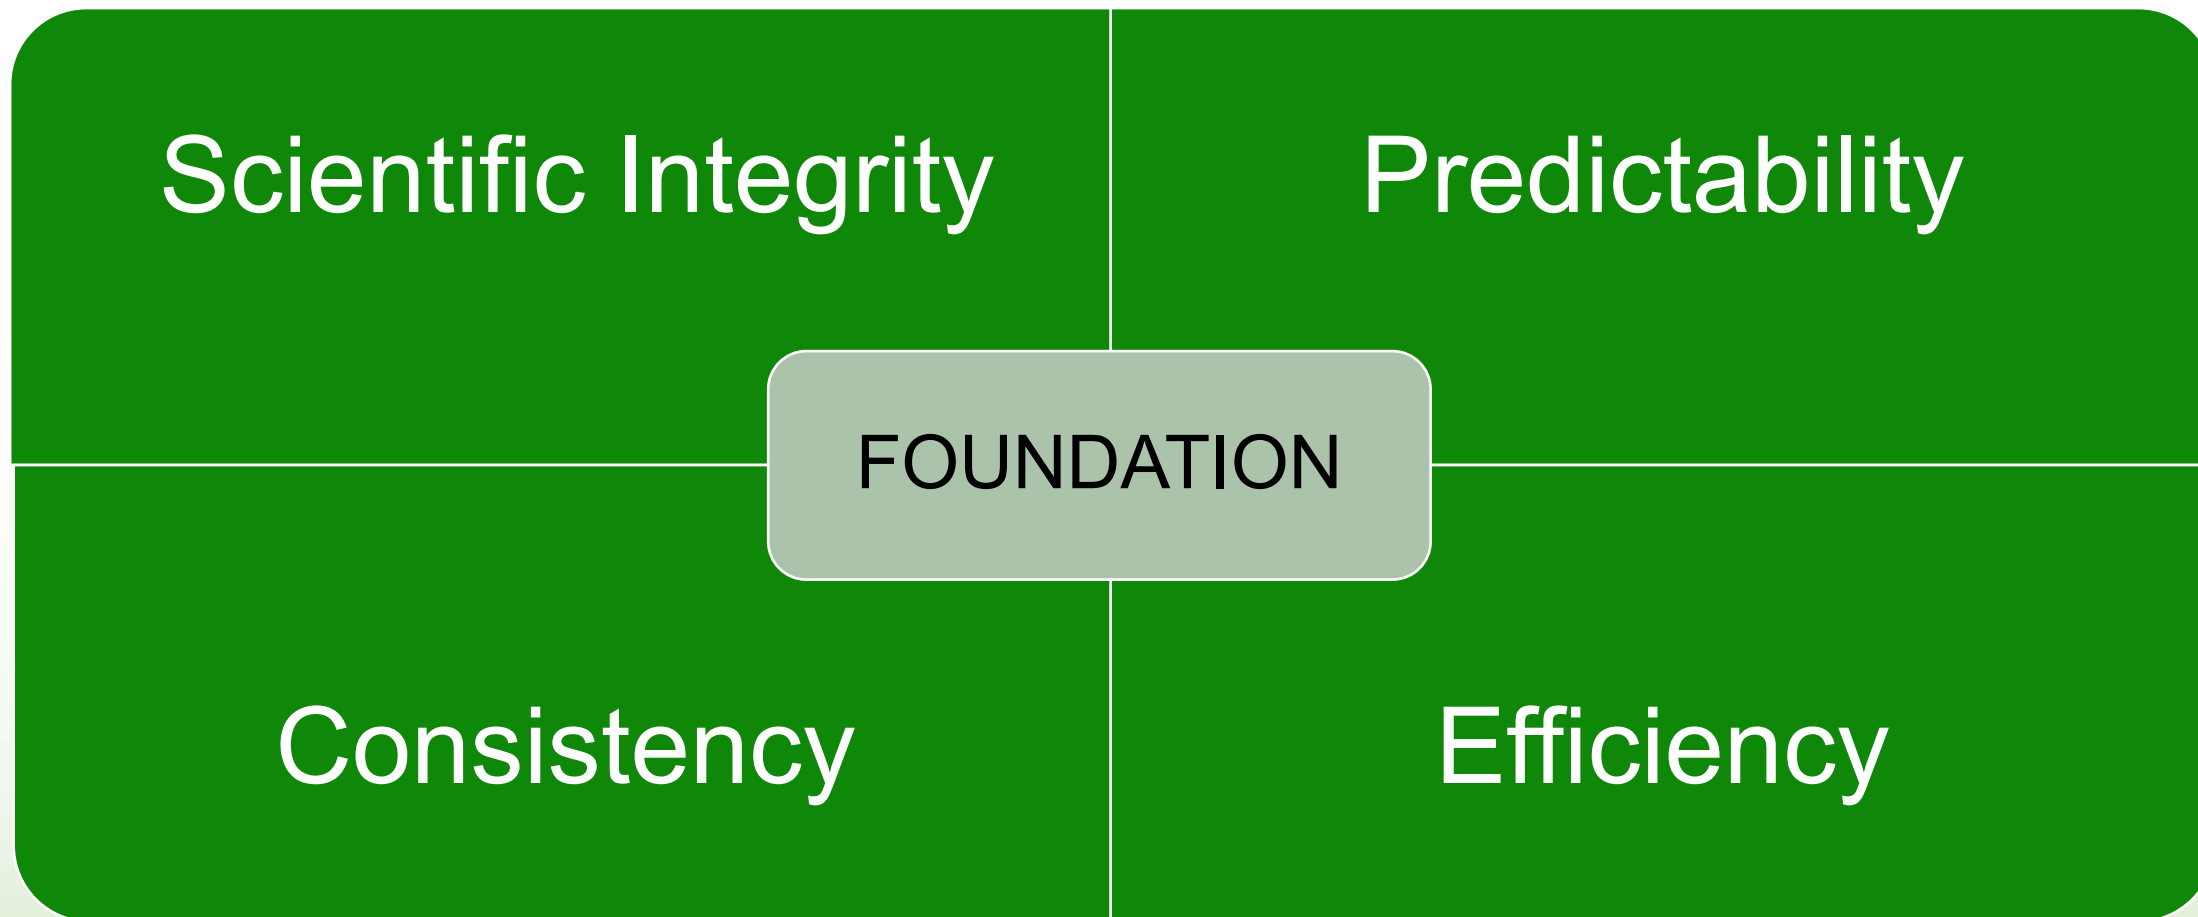 Scientific Integrity
Predictability
FOUNDATION
Consistency
Efficiency